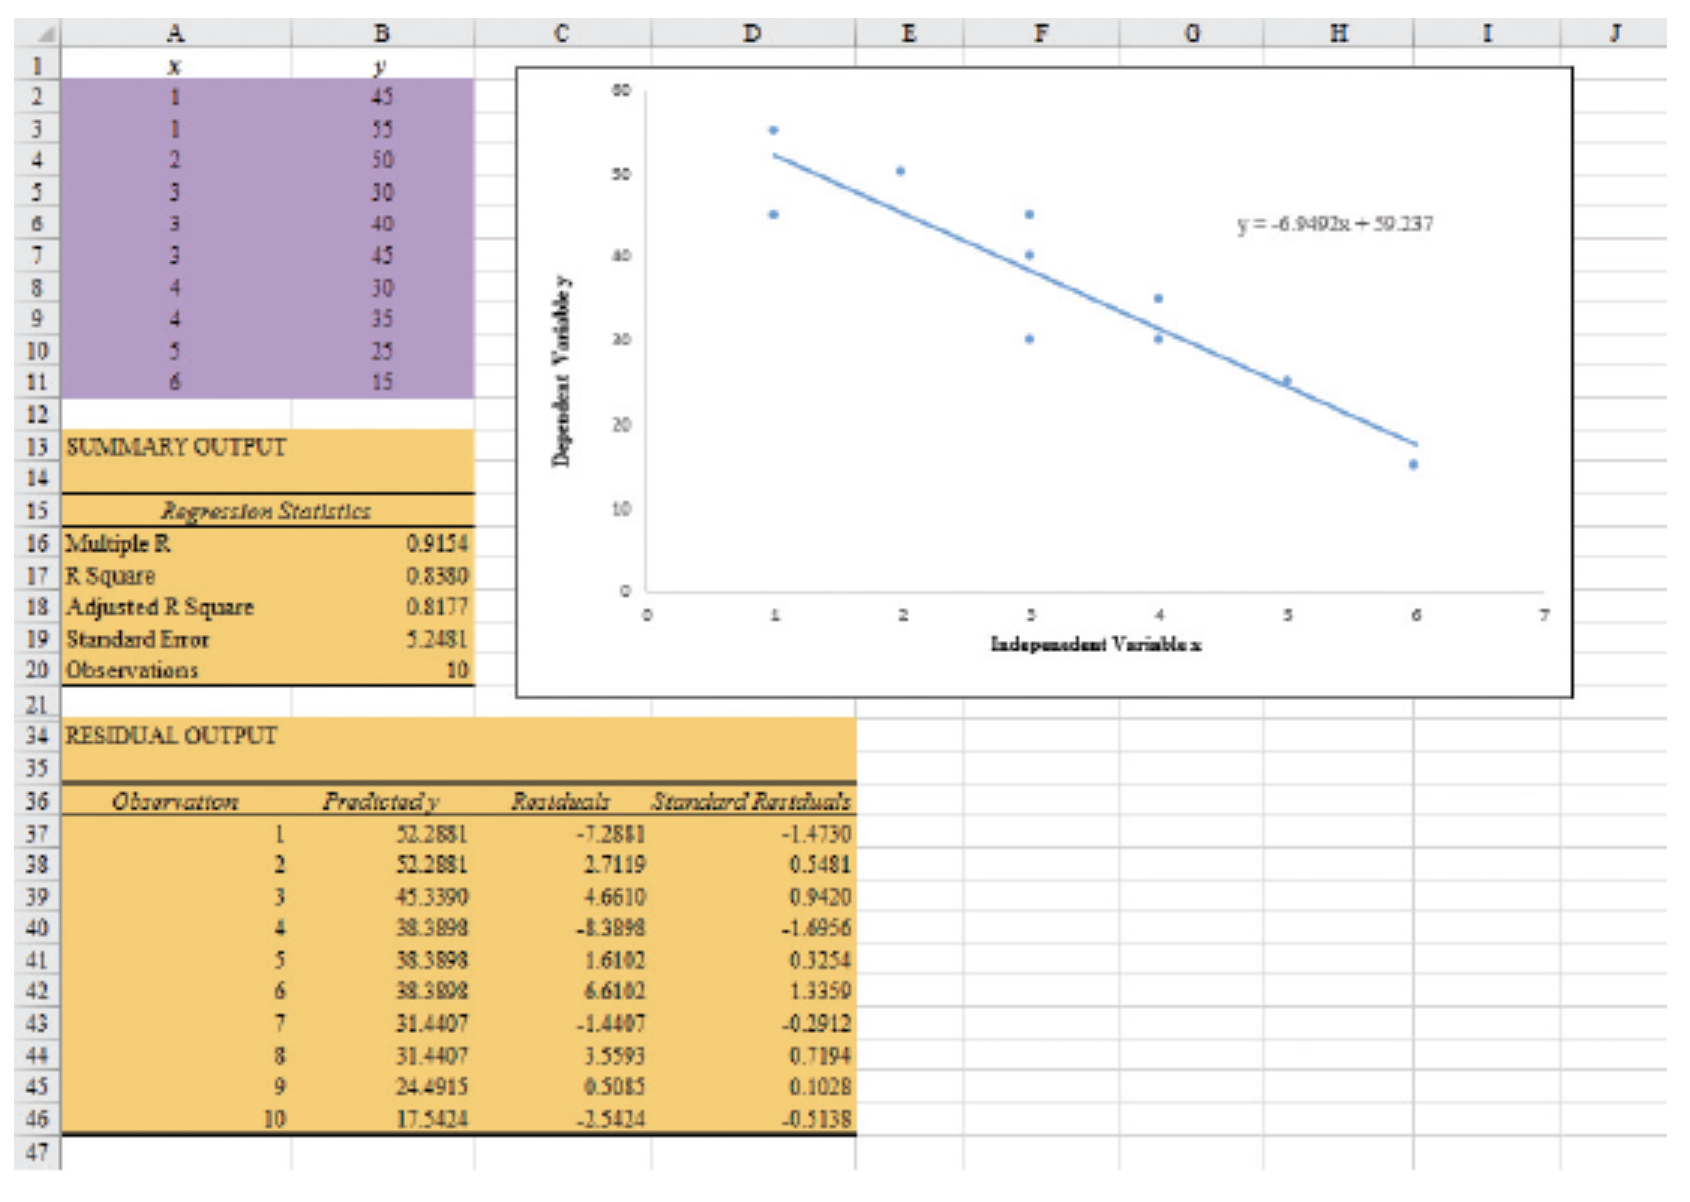 A B C D E F G H I J
1 x y
2 1 45
3 1 55
4 2 50
5 3 30
6 3 40
7 3 45
8 4 30
9 4 35
10 5 25
11 6 15
12
13 SUMMARY OUTPUT
14
15 Regression Statistics
16 Multiple R 0.9154
17 R Square 0.8380
18 Adjusted R Square 0.8177
19 Standard Error 5.2481
20 Observations 10
21
60
50
40
30
20
10
0
0 1 2 3 4 5 6 7
Dependent Variable y
Independent Variable x
y = -6.9492x + 59.237
34 RESIDUAL OUTPUT
35
36 Observation Predicted y Residuals Standard Residuals
37 1 52.2881 -7.2881 -1.4730
38 2 52.2881 2.7119 0.5481
39 3 45.3390 4.6610 0.9420
40 4 38.3898 -8.3898 -1.6956
41 5 38.3898 1.6102 0.3254
42 6 38.3898 6.6102 1.3359
43 7 31.4407 -1.4407 -0.2912
44 8 31.4407 3.5593 0.7194
45 9 24.4915 0.5085 0.1028
46 10 17.5424 -2.5424 -0.5138
47